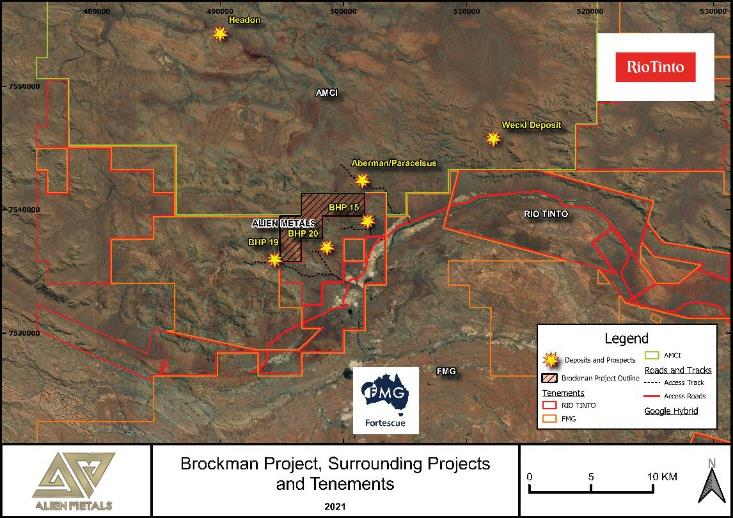 480000 490000 500000 510000 520000 530000
Headon
RioTinto
7550000
AMCI
Weckl Deposit
Aberman/Paracelsus
7540000
BHP 15
RIO TINTO
ALIEN METALS
BHP 20
BHP 19
7530000
FMG
FMG
Fortescue
Legend
Deposits and Prospects
Brockman Project Outline
Tenements
RIO TINTO
FMG
AMCI
Roads and Tracks
Access Track
Access Roads
Google Hybrid
ALIEN METALS
Brockman Project, Surrounding Projects
and Tenements
2021
0 5 10 KM
N